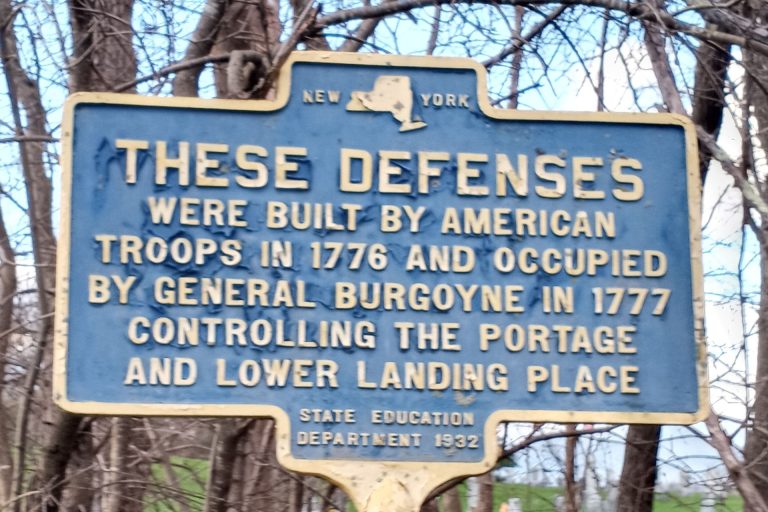 NEW YORK
THESE DEFENSES
WERE BUILT BY AMERICAN
TROOPS IN 1776 AND OCCUPIED
BY GENERAL BURGOYNE IN 1777
CONTROLLING THE PORTAGE
AND LOWER LANDING PLACE
STATE EDUCATION
DEPARTMENT 1932